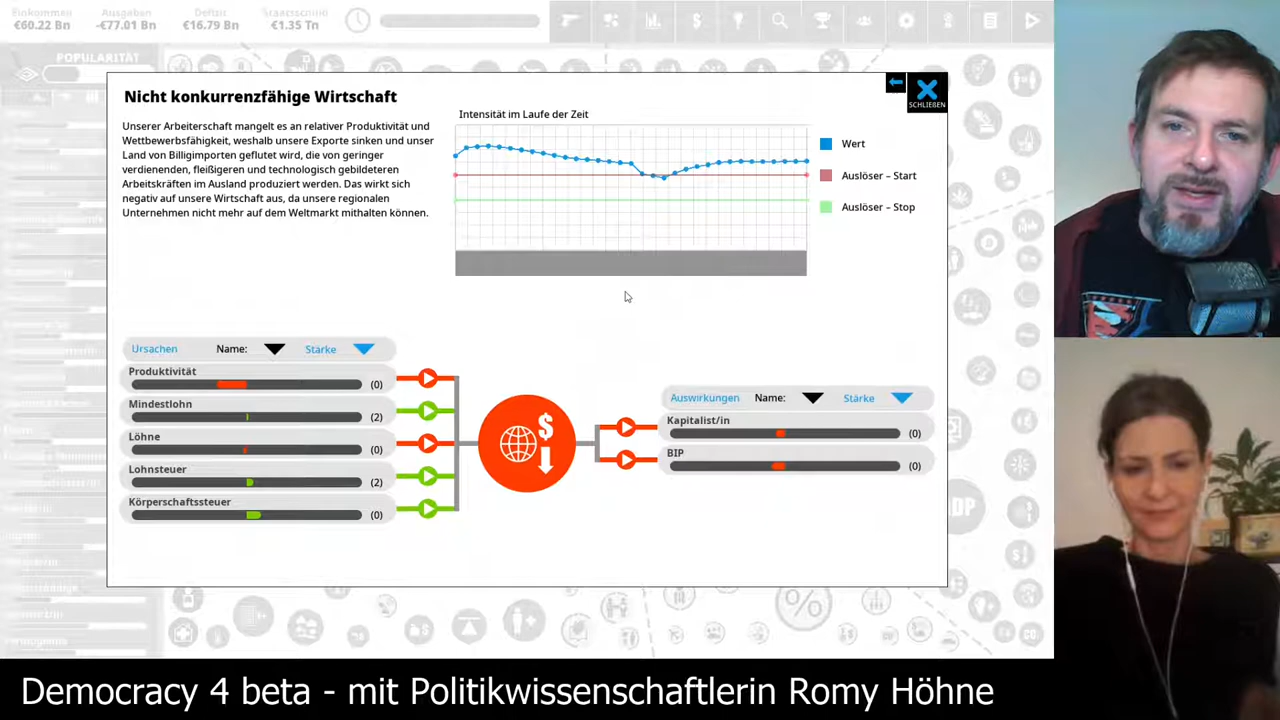 Einkommen
Ausgaben
Defizit
Staatsschuld
€60.22 Bn
-€77.01 Bn
€16.79 Bn
€1.35 Tn
POPULARITÄT
Nicht konkurrenzfähige Wirtschaft
SCHLIEßEN
Unserer Arbeiterschaft mangelt es an relativer Produktivität und
Wettbewerbsfähigkeit, weshalb unsere Exporte sinken und unser
Land von Billigimporten geflutet wird, die von geringer
verdienenden, fleißigeren und technologisch gebildeteren
Arbeitskräften im Ausland produziert werden. Das wirkt sich
negativ auf unsere Wirtschaft aus, da unsere regionalen
Unternehmen nicht mehr auf dem Weltmarkt mithalten können.
Intensität im Laufe der Zeit
Wert
Auslöser – Start
Auslöser – Stop
Ursachen Name: Stärke
Produktivität
(0)
Mindestlohn
(2)
Löhne
(0)
Lohnsteuer
(2)
Körperschaftssteuer
(0)
$
Auswirkungen Name: Stärke
Kapitalist/in
(0)
BIP
(0)
Democracy 4 beta - mit Politikwissenschaftlerin Romy Höhne